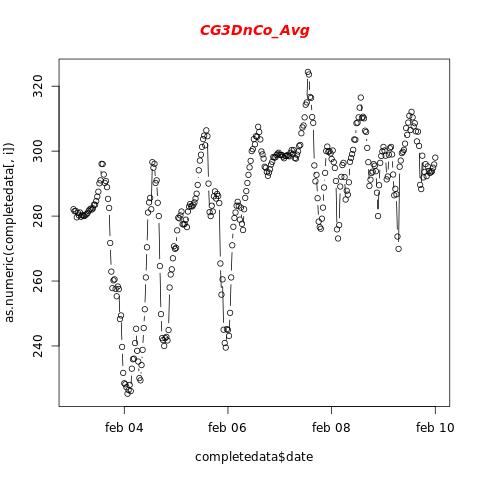 CG3DnCo_Avg
as.numeric(completedata[, i])
320
300
280
260
240
feb 04
feb 06
feb 08
feb 10
completedata$date